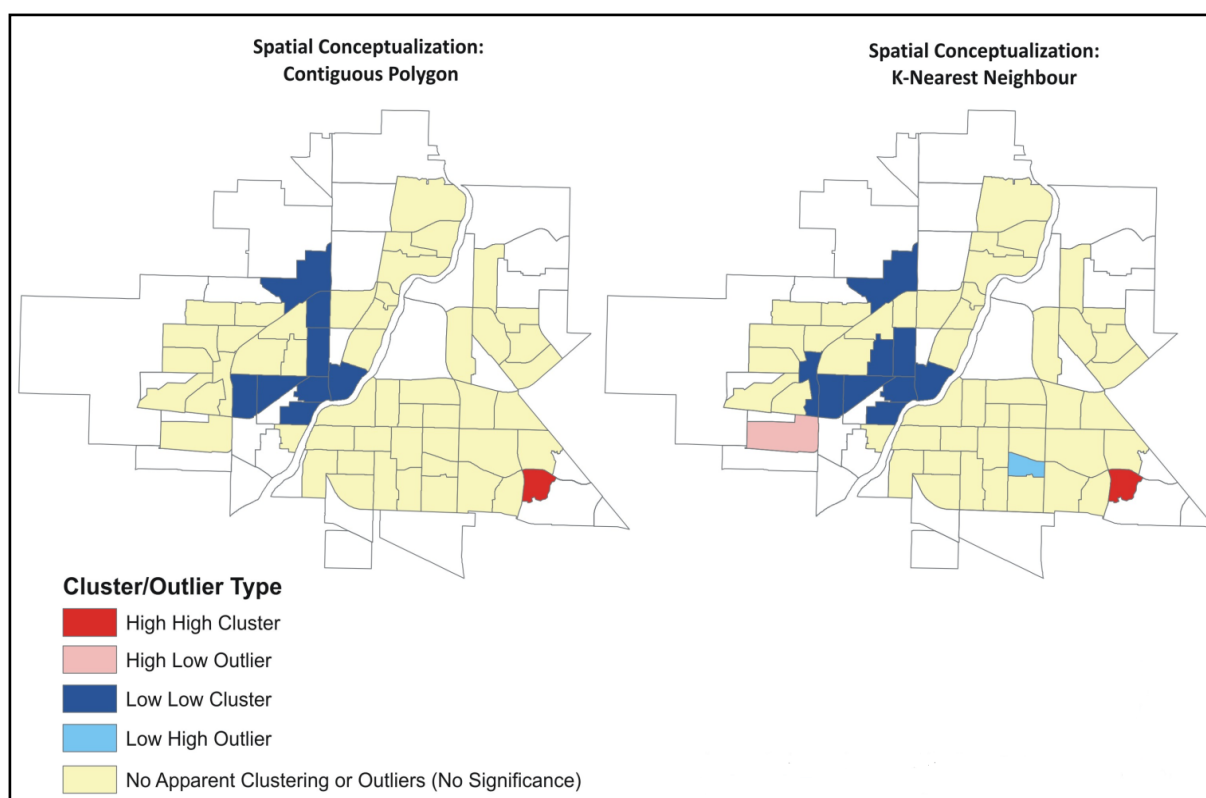 Spatial Conceptualization:
Contiguous Polygon
Spatial Conceptualization:
K-Nearest Neighbour
Cluster/Outlier Type
High High Cluster
High Low Outlier
Low Low Cluster
Low High Outlier
No Apparent Clustering or Outliers (No Significance)